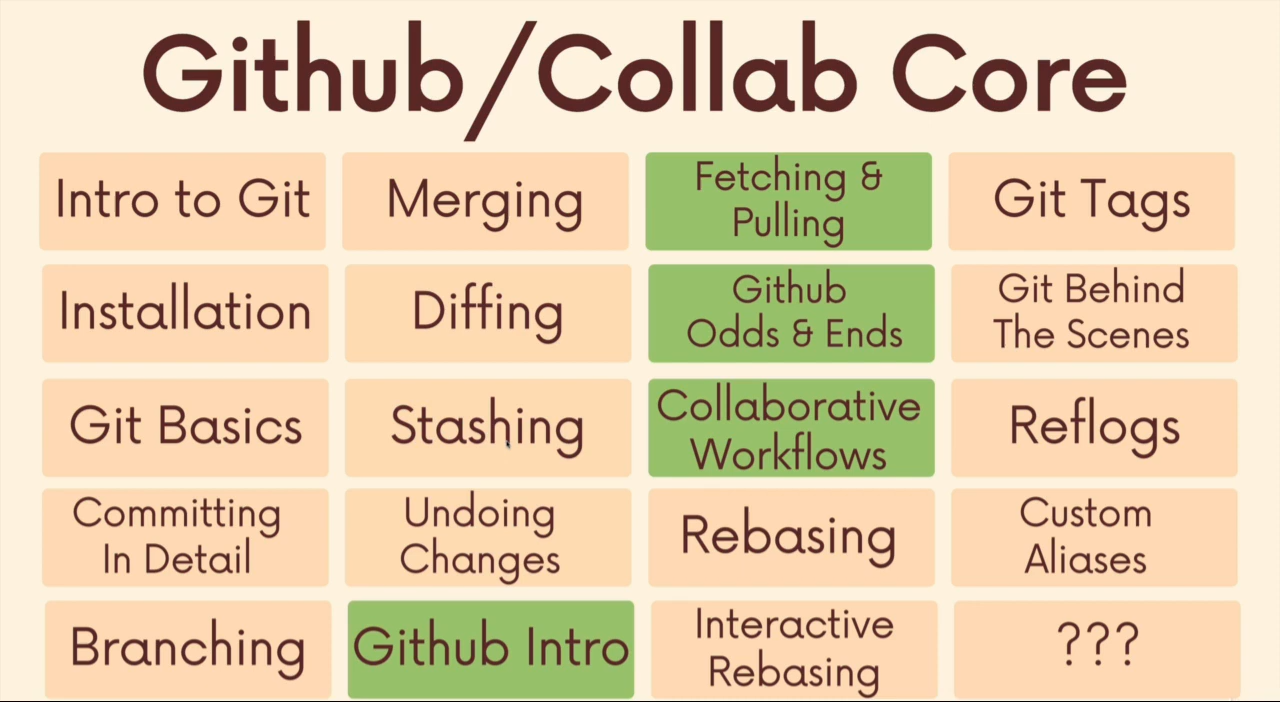 Github/Collab Core
Intro to Git
Merging
Fetching &
Pulling
Git Tags
Installation
Diffing
Github
Odds & Ends
Git Behind
The Scenes
Git Basics
Stashing
Collaborative
Workflows
Reflogs
Committing
In Detail
Undoing
Changes
Rebasing
Custom
Aliases
Branching
Github Intro
Interactive
Rebasing
???